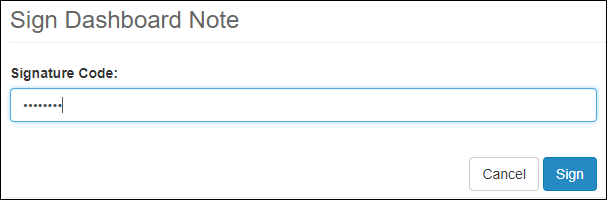 Sign Dashboard Note
Signature Code:
••••••••
Cancel Sign